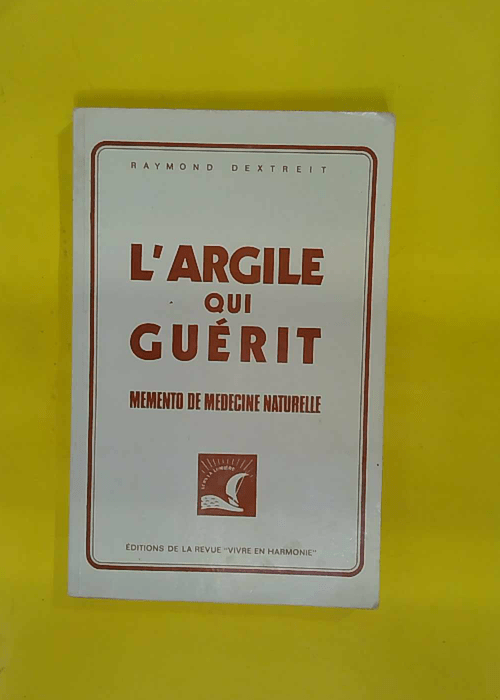 RAYMOND DEXTREIT
L'ARGILE
QUI
GUÉRIT
MEMENTO DE MEDECINE NATURELLE
ÉDITIONS DE LA REVUE "VIVRE EN HARMONIE"